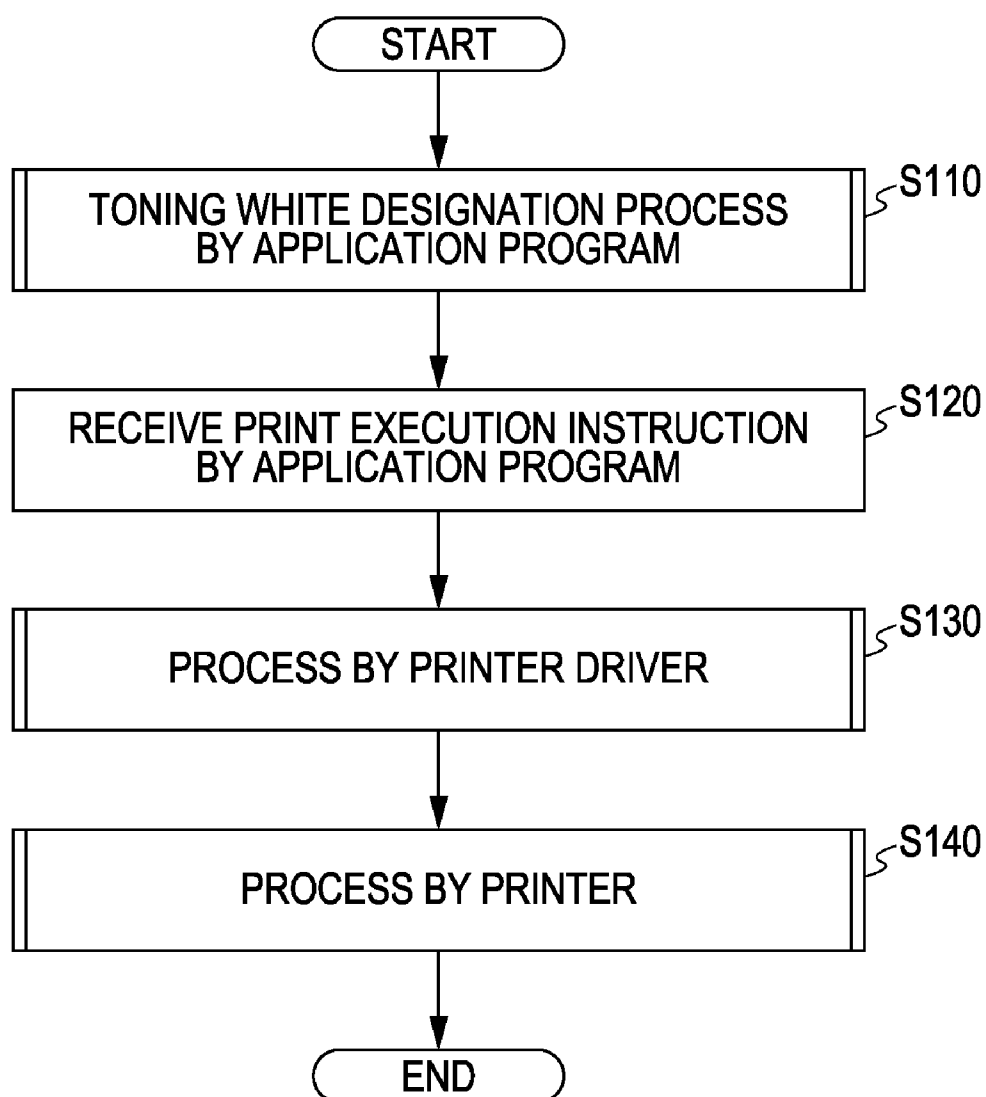 START
TONING WHITE DESIGNATION PROCESS
BY APPLICATION PROGRAM
S110
RECEIVE PRINT EXECUTION INSTRUCTION
BY APPLICATION PROGRAM
S120
PROCESS BY PRINTER DRIVER
S130
PROCESS BY PRINTER
S140
END